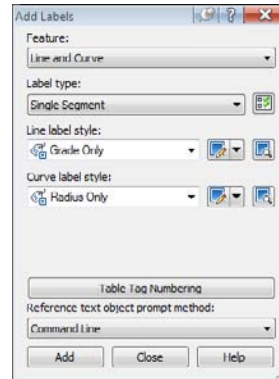 Add Labels
Feature:
Line and Curve
Label type:
Single Segment
Line label style:
Grade Only
Curve label style:
Radius Only
Table Tag Numbering
Reference text object prompt method:
Command Line
Add Close Help